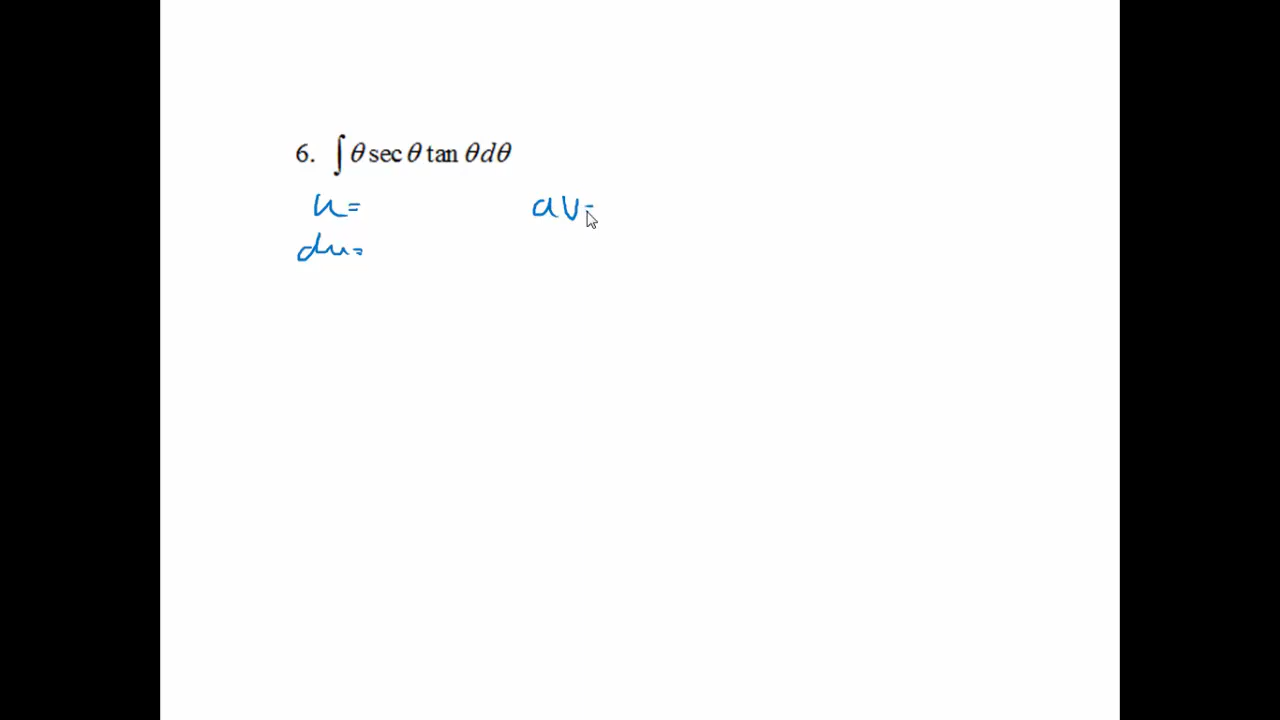 6. ∫ θ sec θ tan θ dθ
u= dv=
du=